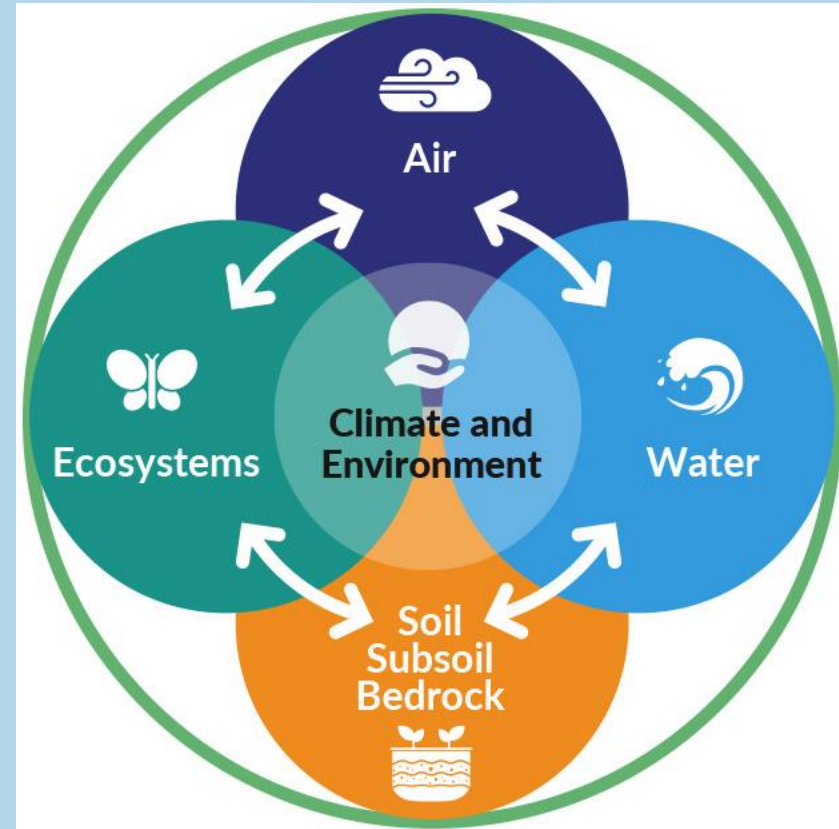 Air
Climate and
Environment
Ecosystems
Water
Soil
Subsoil
Bedrock